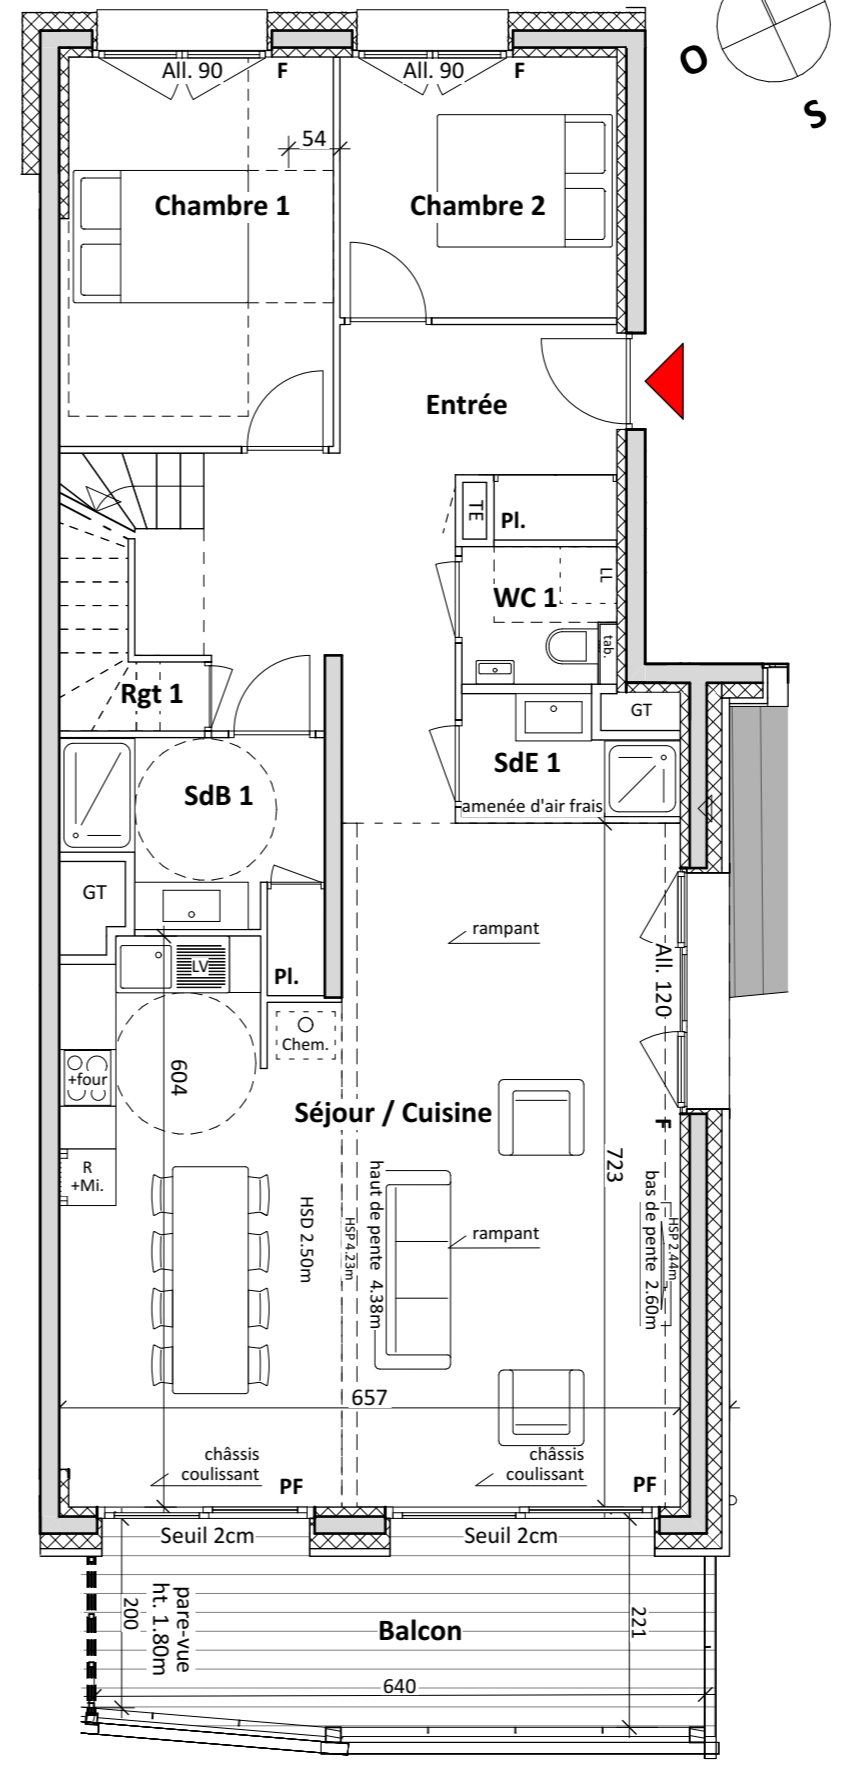 O
S
All. 90
F
All. 90
F
54
Chambre 1
Chambre 2
Entrée
TE
Pl.
WC 1
LL
tab.
Rgt 1
GT
SdE 1
SdB 1
amenée d'air frais
GT
rampant
LV
Pl.
All. 120
Chem.
+four
604
Séjour / Cuisine
F
723
R
+Mi.
HSD 2.50m
HSP 4.23m
haut de pente 4.38m
rampant
bas de pente 2.60m
HSP 2.44m
657
châssis
coulissant
PF
châssis
coulissant
PF
Seuil 2cm
Seuil 2cm
200
pare-vue
ht. 1.80m
Balcon
221
640